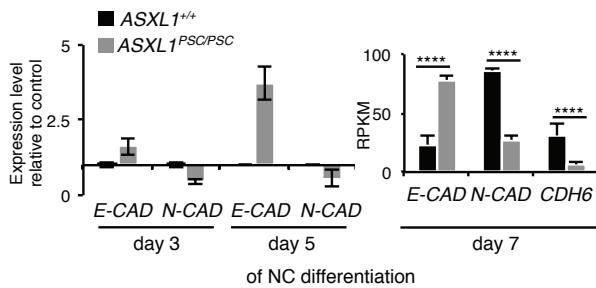 ASXL1+/+
ASXL1PSC/PSC
Expression level
relative to control
5
2.5
0
E-CAD N-CAD E-CAD N-CAD
day 3 day 5
RPKM
100
50
0
**** **** ****
E-CAD N-CAD CDH6
day 7
of NC differentiation